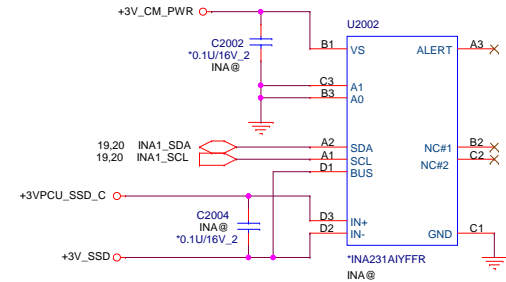 +3V_CM_PWR
U2002
C2002
*0.1U/16V_2
INA@
B1 VS ALERT A3
C3 A1
B3 A0
19,20 INA1_SDA A2 SDA NC#1 B2
19,20 INA1_SCL A1 SCL NC#2 C2
D1 BUS
+3VPCU_SSD_C
C2004
INA@
*0.1U/16V_2
D3 IN+
D2 IN- GND C1
+3V_SSD
*INA231AIYFFR
INA@